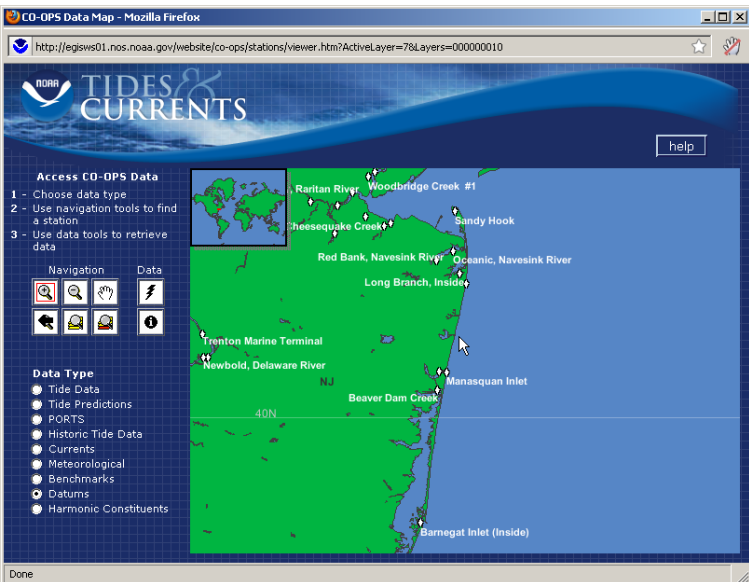 CO-OPS Data Map - Mozilla Firefox
http://egisws01.nos.noaa.gov/website/co-ops/stations/viewer.htm?ActiveLayer=7&Layers=000000010
NOAA
TIDES &
CURRENTS
help
Access CO-OPS Data
1 - Choose data type
2 - Use navigation tools to find
a station
3 - Use data tools to retrieve
data
Navigation Data
Data Type
Tide Data
Tide Predictions
PORTS
Historic Tide Data
Currents
Meteorological
Benchmarks
Datums
Harmonic Constituents
, Raritan River
Woodbridge Creek #1
Cheesequake Creek
Sandy Hook
Red Bank, Navesink River
Oceanic, Navesink River
Long Branch, Inside
Trenton Marine Terminal
Newbold, Delaware River
NJ
Manasquan Inlet
Beaver Dam Creek
40N
Barnegat Inlet (Inside)
Done